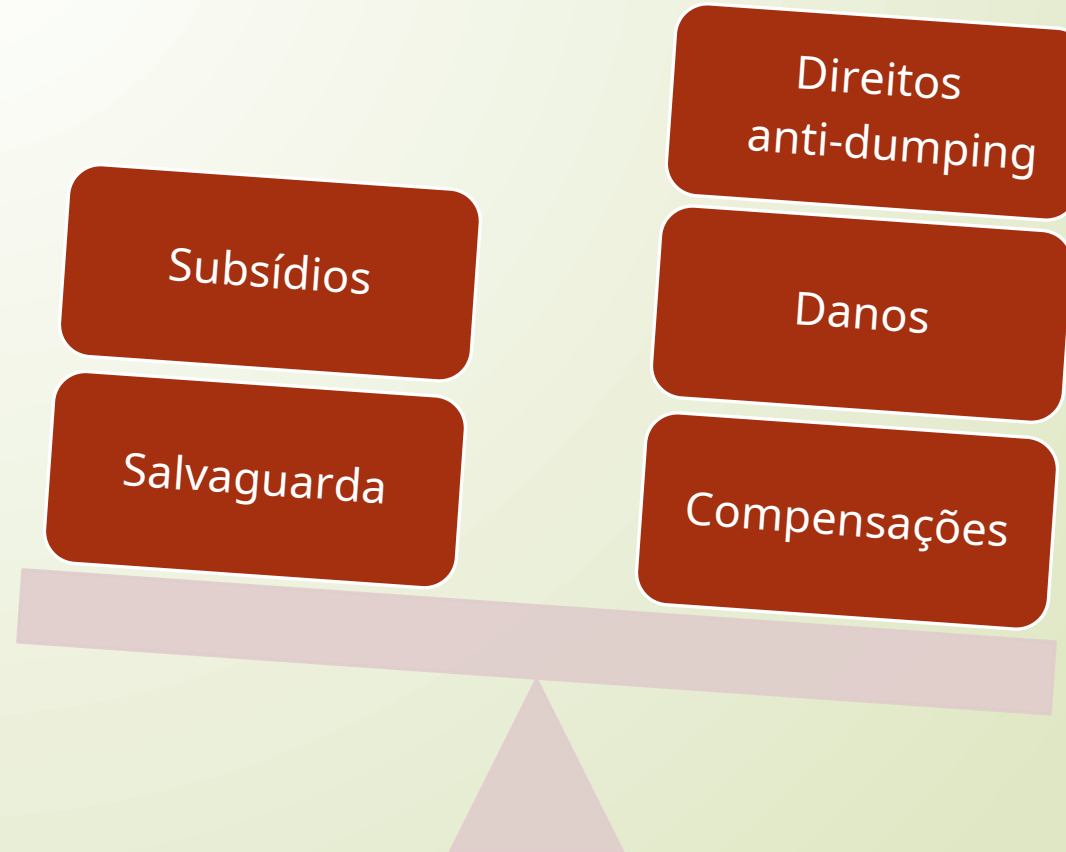 Subsídios
Salvaguarda
Direitos
anti-dumping
Danos
Compensações